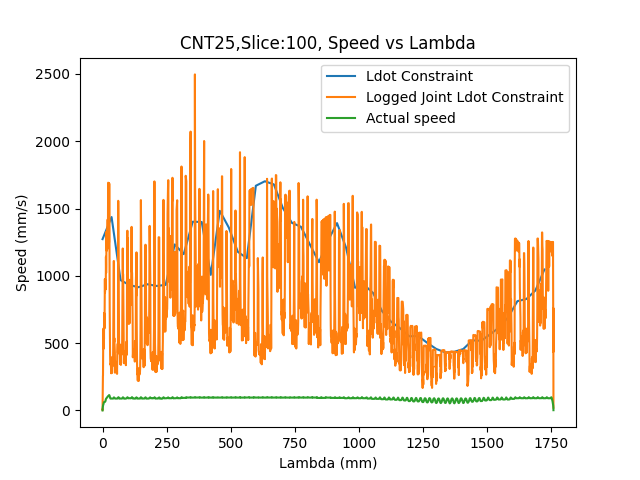 CNT25,Slice:100, Speed vs Lambda
Ldot Constraint
Logged Joint Ldot Constraint
Actual speed
2500
2000
1500
1000
500
0
Speed (mm/s)
0 250 500 750 1000 1250 1500 1750
Lambda (mm)